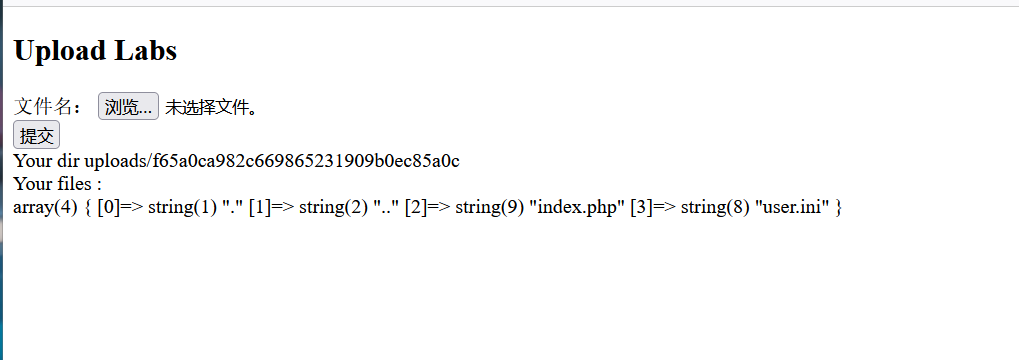 Upload Labs
文件名： 浏览... 未选择文件。
提交
Your dir uploads/f65a0ca982c669865231909b0ec85a0c
Your files :
array(4) { [0]=> string(1) "." [1]=> string(2) ".." [2]=> string(9) "index.php" [3]=> string(8) "user.ini" }